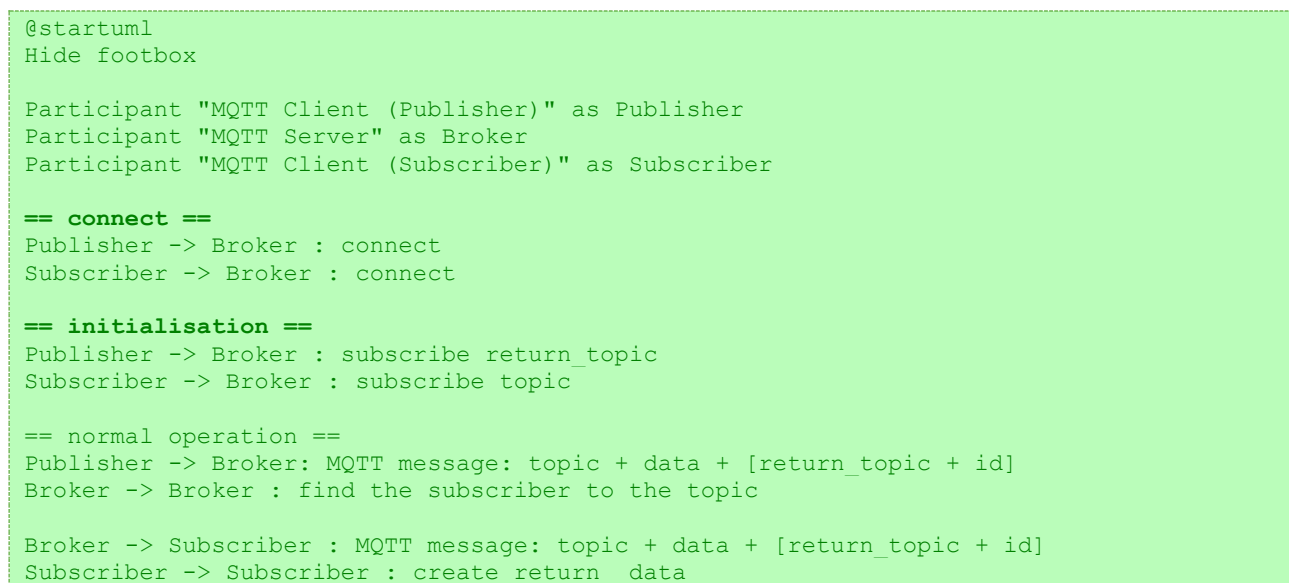 @startuml
Hide footbox
Participant "MQTT Client (Publisher)" as Publisher
Participant "MQTT Server" as Broker
Participant "MQTT Client (Subscriber)" as Subscriber
== connect ==
Publisher -> Broker : connect
Subscriber -> Broker : connect
== initialisation ==
Publisher -> Broker : subscribe return_topic
Subscriber -> Broker : subscribe topic
== normal operation ==
Publisher -> Broker: MQTT message: topic + data + [return_topic + id]
Broker -> Broker : find the subscriber to the topic
Broker -> Subscriber : MQTT message: topic + data + [return_topic + id]
Subscriber -> Subscriber : create return  data